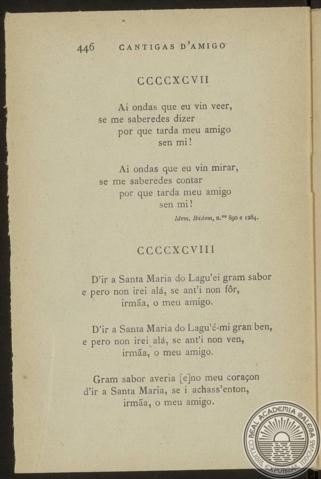 446 CANTIGAS D'AMIGO
CCCCXCVII
Ai ondas que eu vin veer,
se me saberedes dizer
por que tarda meu amigo
sen mi!
Ai ondas que eu vin mirar,
se me saberedes contar
por que tarda meu amigo
sen mi!
Idem, Ibidem, n.os 890 e 1284.
CCCCXCVIII
D'ir a Santa Maria do Lagu'ei gram sabor
e pero non irei alá, se ant'i non fôr,
irmãa, o meu amigo.
D'ir a Santa Maria do Lagu'é-mi gran ben,
e pero non irei alá, se ant'i non ven,
irmãa, o meu amigo.
Gram sabor averia [e]no meu coraçon
d'ir a Santa Maria, se i achass'enton,
irmãa, o meu amigo.
REAL ACADEMIA GALEGA